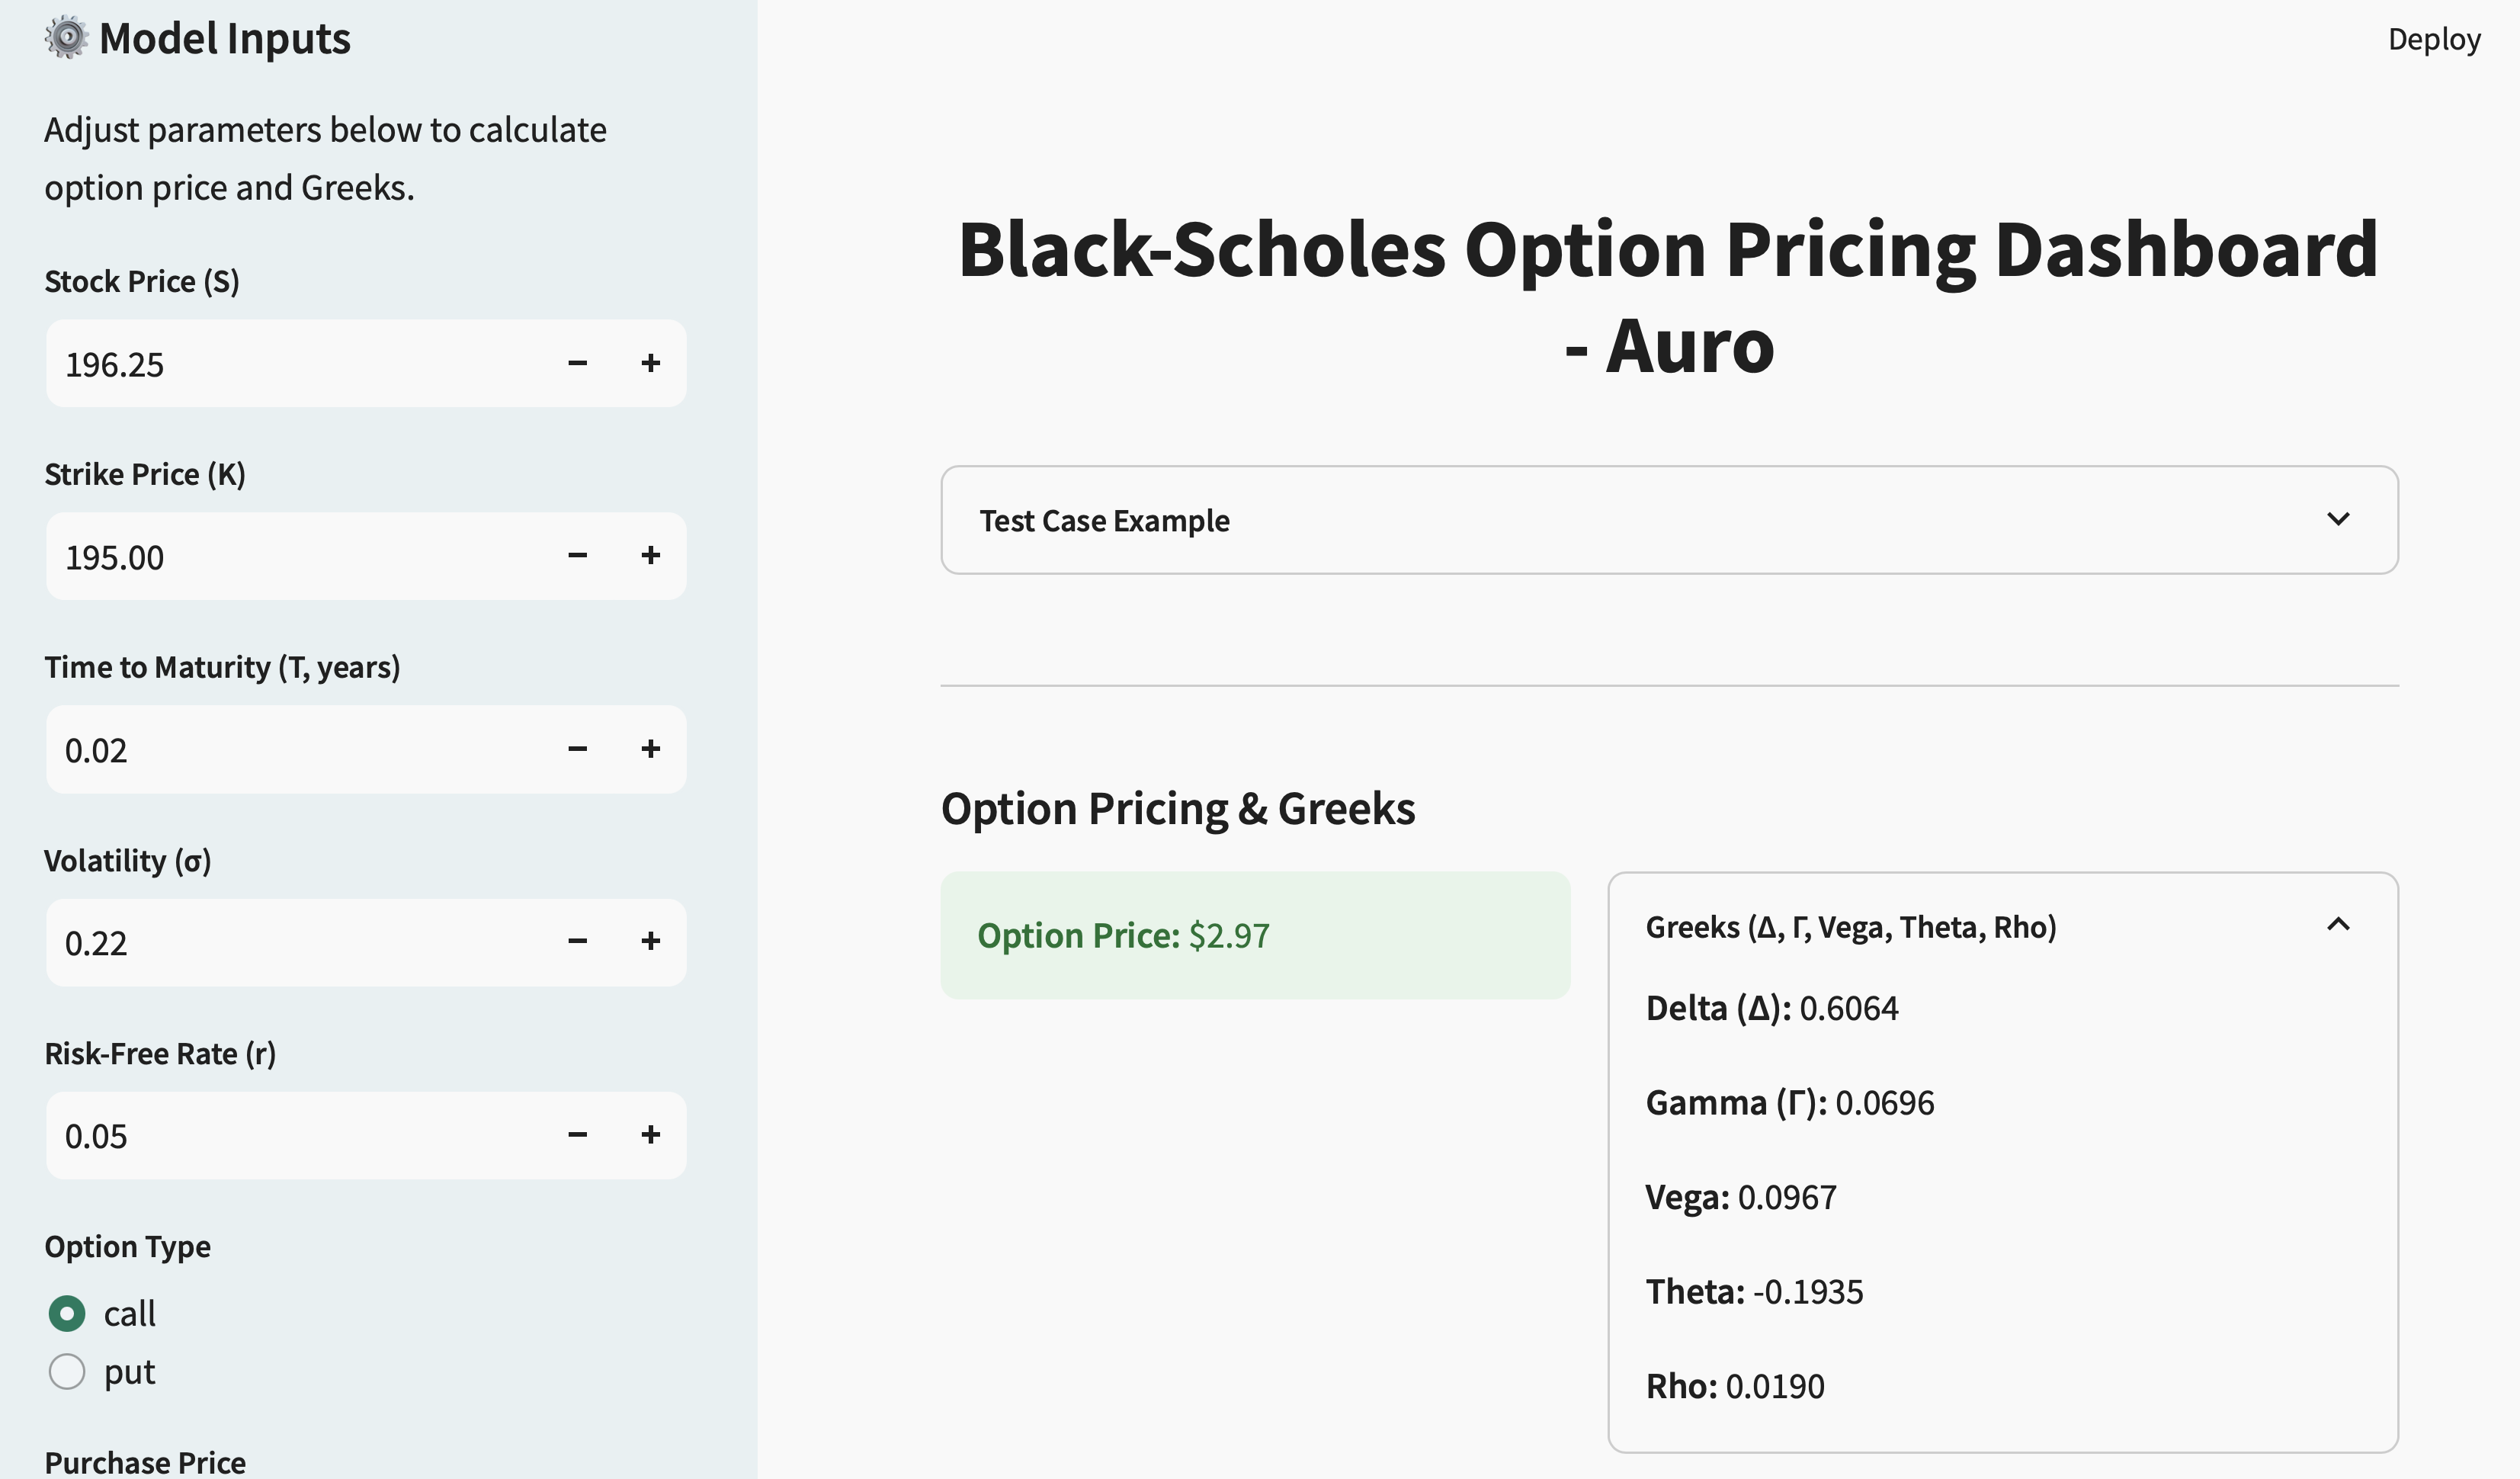 Model Inputs
Adjust parameters below to calculate
option price and Greeks.
Stock Price (S)
196.25
Strike Price (K)
195.00
Time to Maturity (T, years)
0.02
Volatility (σ)
0.22
Risk-Free Rate (r)
0.05
Option Type
call
put
Purchase Price
Deploy
Black-Scholes Option Pricing Dashboard
- Auro
Test Case Example
Option Pricing & Greeks
Option Price: $2.97
Greeks (Δ, Γ, Vega, Theta, Rho)
Delta (Δ): 0.6064
Gamma (Γ): 0.0696
Vega: 0.0967
Theta: -0.1935
Rho: 0.0190